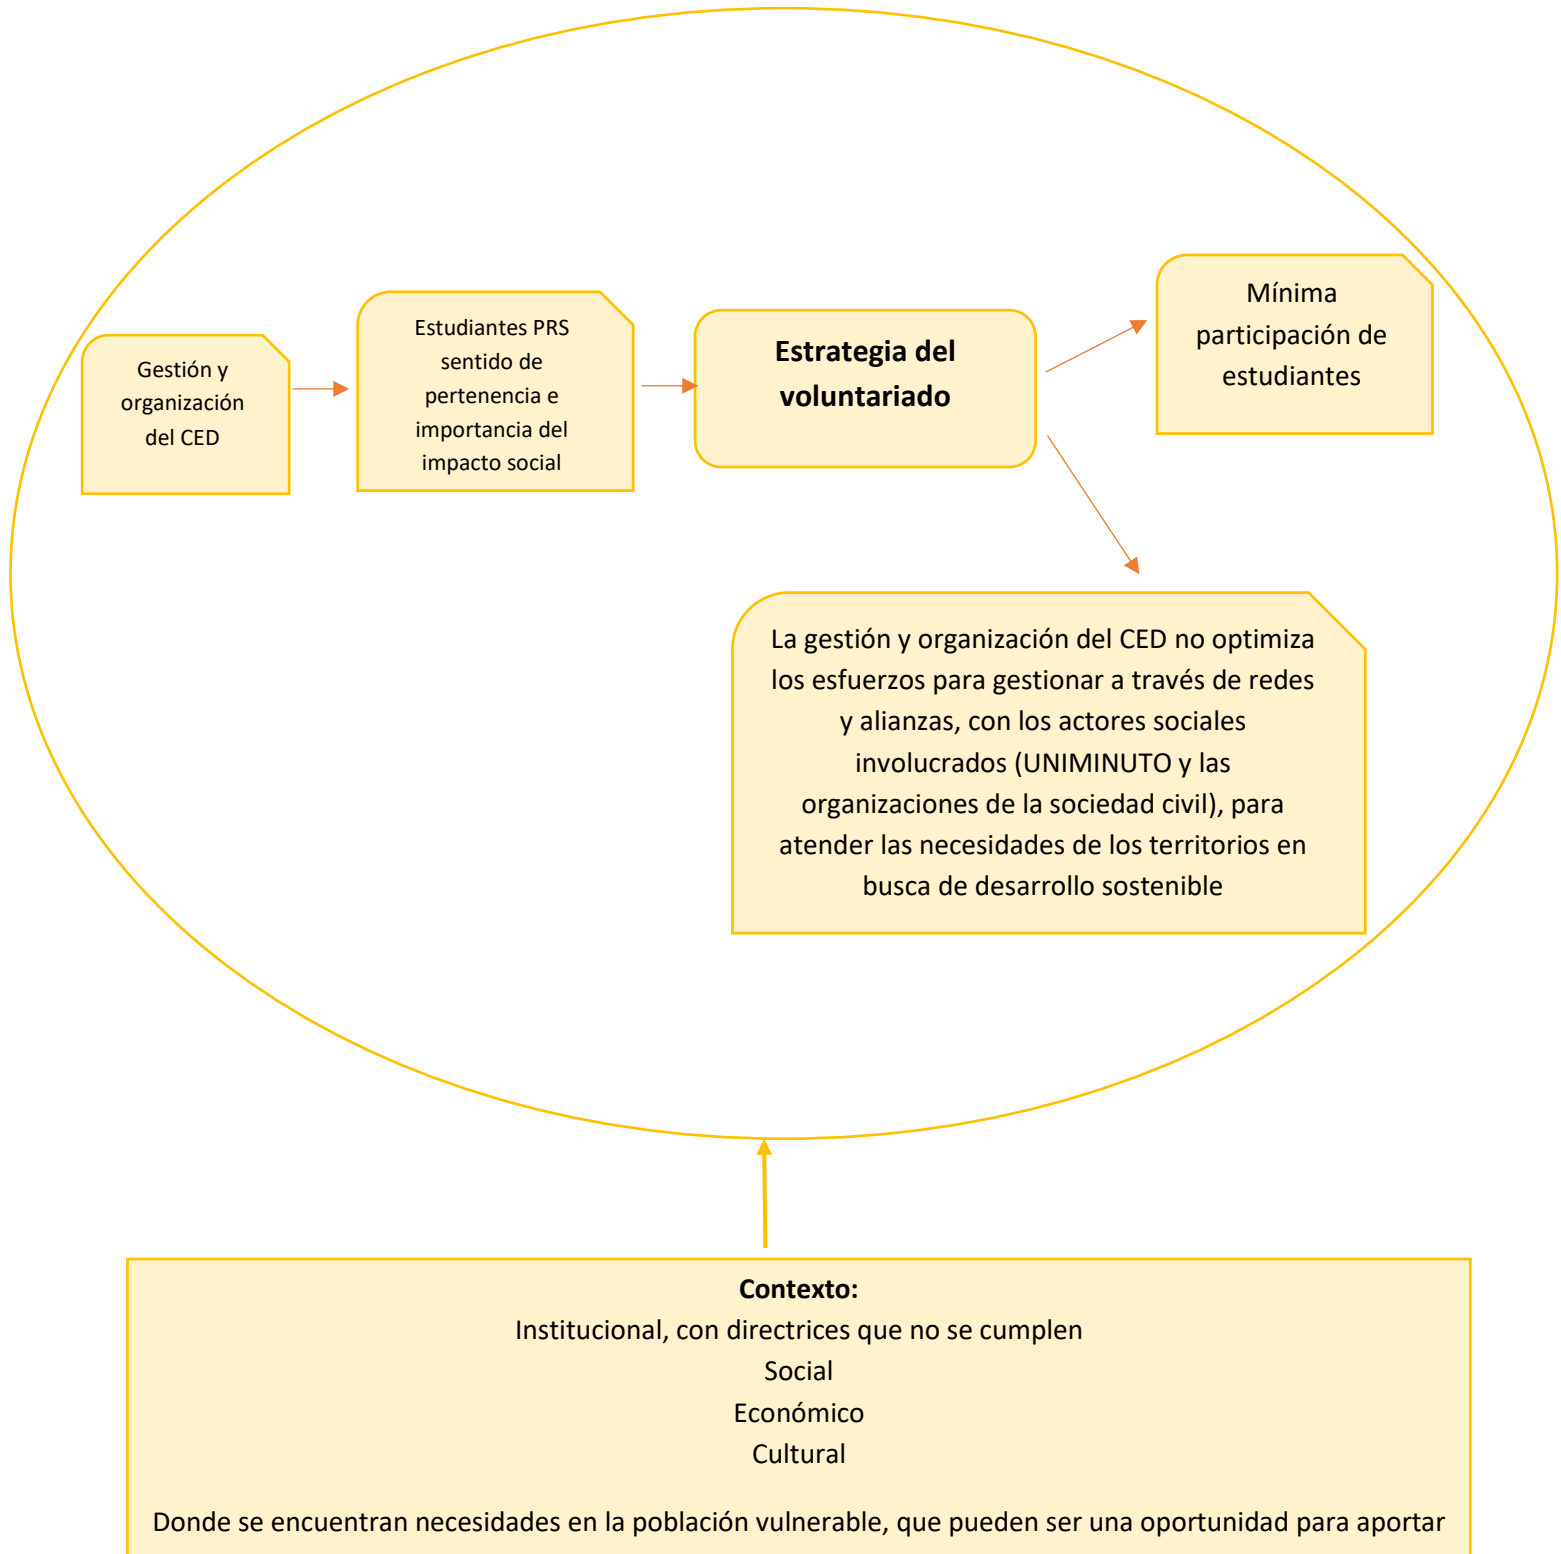 Gestión y
organización
del CED
Estudiantes PRS
sentido de
pertenencia e
importancia del
impacto social
Estrategia del
voluntariado
Mínima
participación de
estudiantes
La gestión y organización del CED no optimiza
los esfuerzos para gestionar a través de redes
y alianzas, con los actores sociales
involucrados (UNIMINUTO y las
organizaciones de la sociedad civil), para
atender las necesidades de los territorios en
busca de desarrollo sostenible
Contexto:
Institucional, con directrices que no se cumplen
Social
Económico
Cultural
Donde se encuentran necesidades en la población vulnerable, que pueden ser una oportunidad para aportar